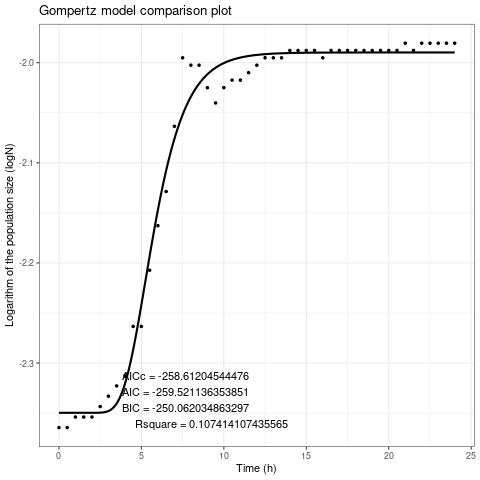 Gompertz model comparison plot
Logarithm of the population size (logN)
-2.0
-2.1
-2.2
-2.3
AICc = -258.61204544476
AIC = -259.521136353851
BIC = -250.062034863297
Rsquare = 0.107414107435565
0 5 10 15 20 25
Time (h)